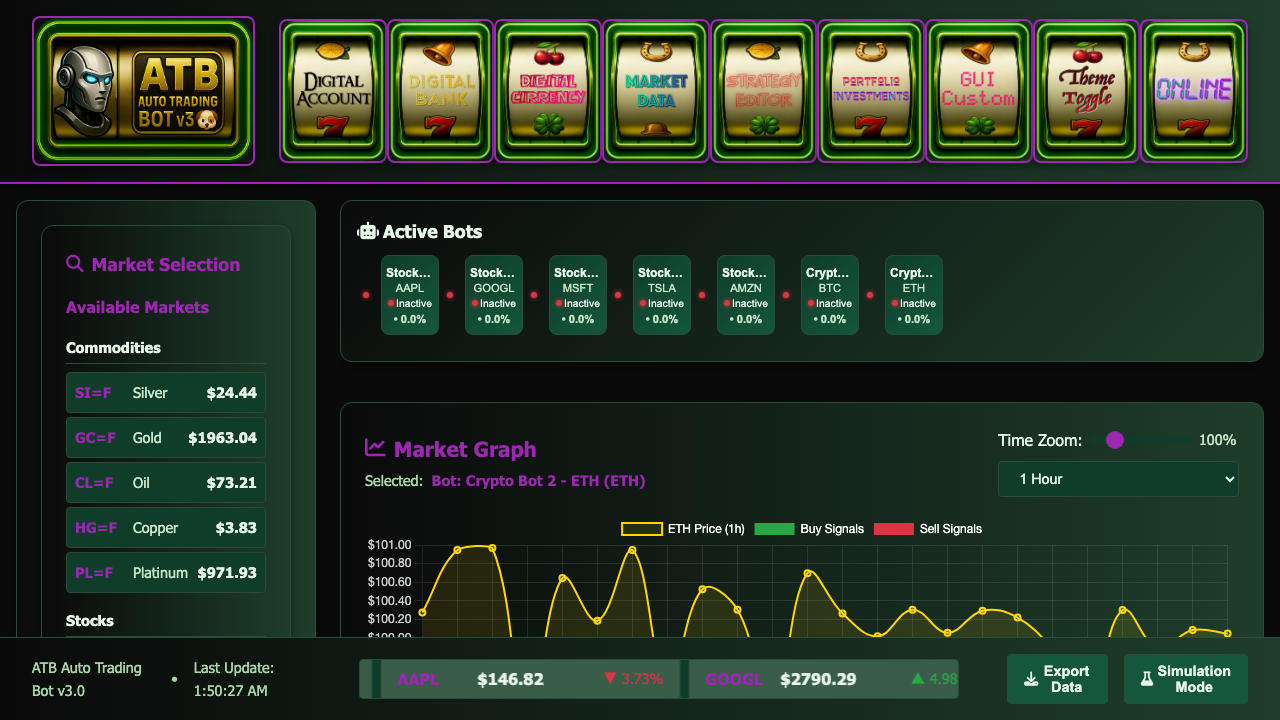 ATB
AUTO TRADING
BOT v3
DIGITAL
ACCOUNT
DIGITAL
BANK
DIGITAL
CURRENCY
MARKET
DATA
STRATEGY
EDITOR
PORTFOLIO
INVESTMENTS
GUI
Custom
Theme
Toggle
ONLINE
Market Selection
Available Markets
Commodities
SI=F Silver $24.44
GC=F Gold $1963.04
CL=F Oil $73.21
HG=F Copper $3.83
PL=F Platinum $971.93
Stocks
Active Bots
Stock...
AAPL
Inactive
• 0.0%
Stock...
GOOGL
Inactive
• 0.0%
Stock...
MSFT
Inactive
• 0.0%
Stock...
TSLA
Inactive
• 0.0%
Stock...
AMZN
Inactive
• 0.0%
Crypt...
BTC
Inactive
• 0.0%
Crypt...
ETH
Inactive
• 0.0%
Market Graph
Selected: Bot: Crypto Bot 2 - ETH (ETH)
Time Zoom: 100%
1 Hour
ETH Price (1h) Buy Signals Sell Signals
$101.00
$100.80
$100.60
$100.40
$100.20
$100.00
ATB Auto Trading
Bot v3.0
•
Last Update:
1:50:27 AM
AAPL $146.82 ▼ 3.73% GOOGL $2790.29 ▲ 4.98
Export
Data
Simulation
Mode